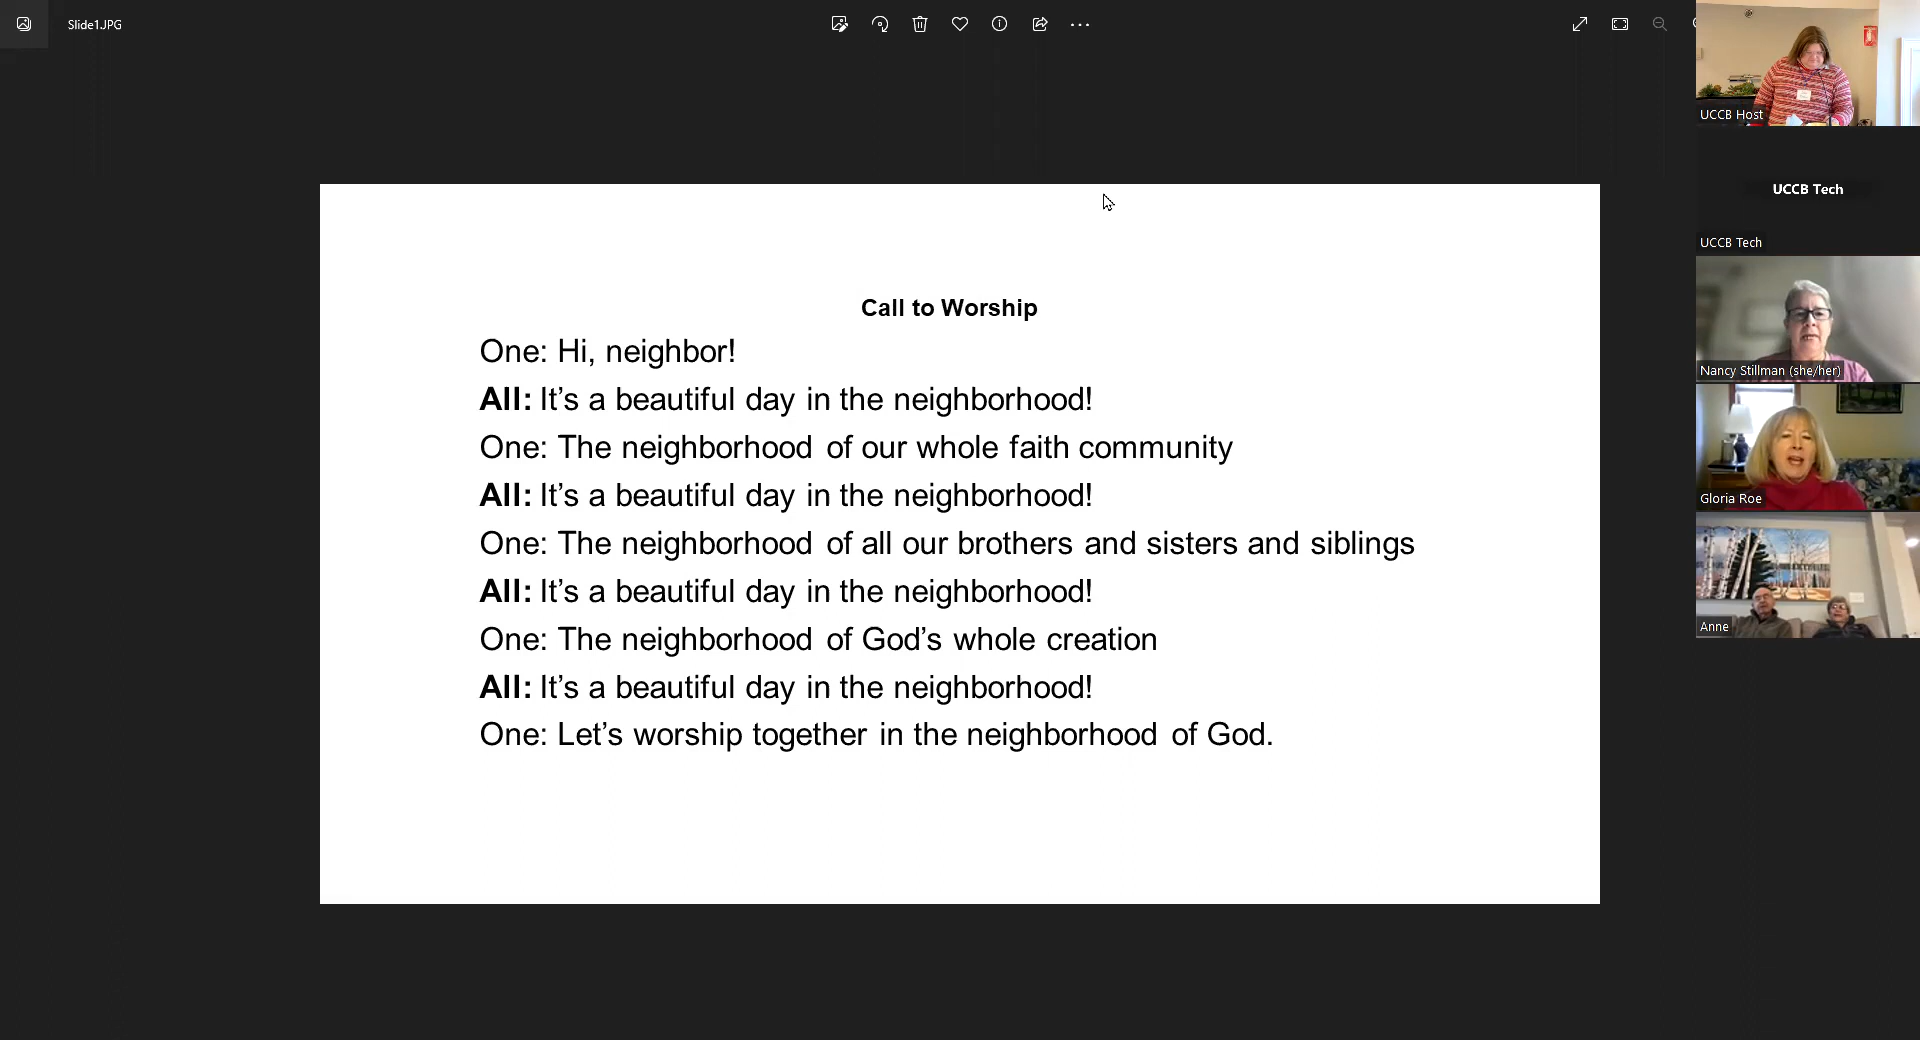 Slide1.JPG
UCCB Host
UCCB Tech
UCCB Tech
Nancy Stillman (she/her)
Gloria Roe
Anne
Call to Worship
One: Hi, neighbor!
All: It’s a beautiful day in the neighborhood!
One: The neighborhood of our whole faith community
All: It’s a beautiful day in the neighborhood!
One: The neighborhood of all our brothers and sisters and siblings
All: It’s a beautiful day in the neighborhood!
One: The neighborhood of God’s whole creation
All: It’s a beautiful day in the neighborhood!
One: Let’s worship together in the neighborhood of God.